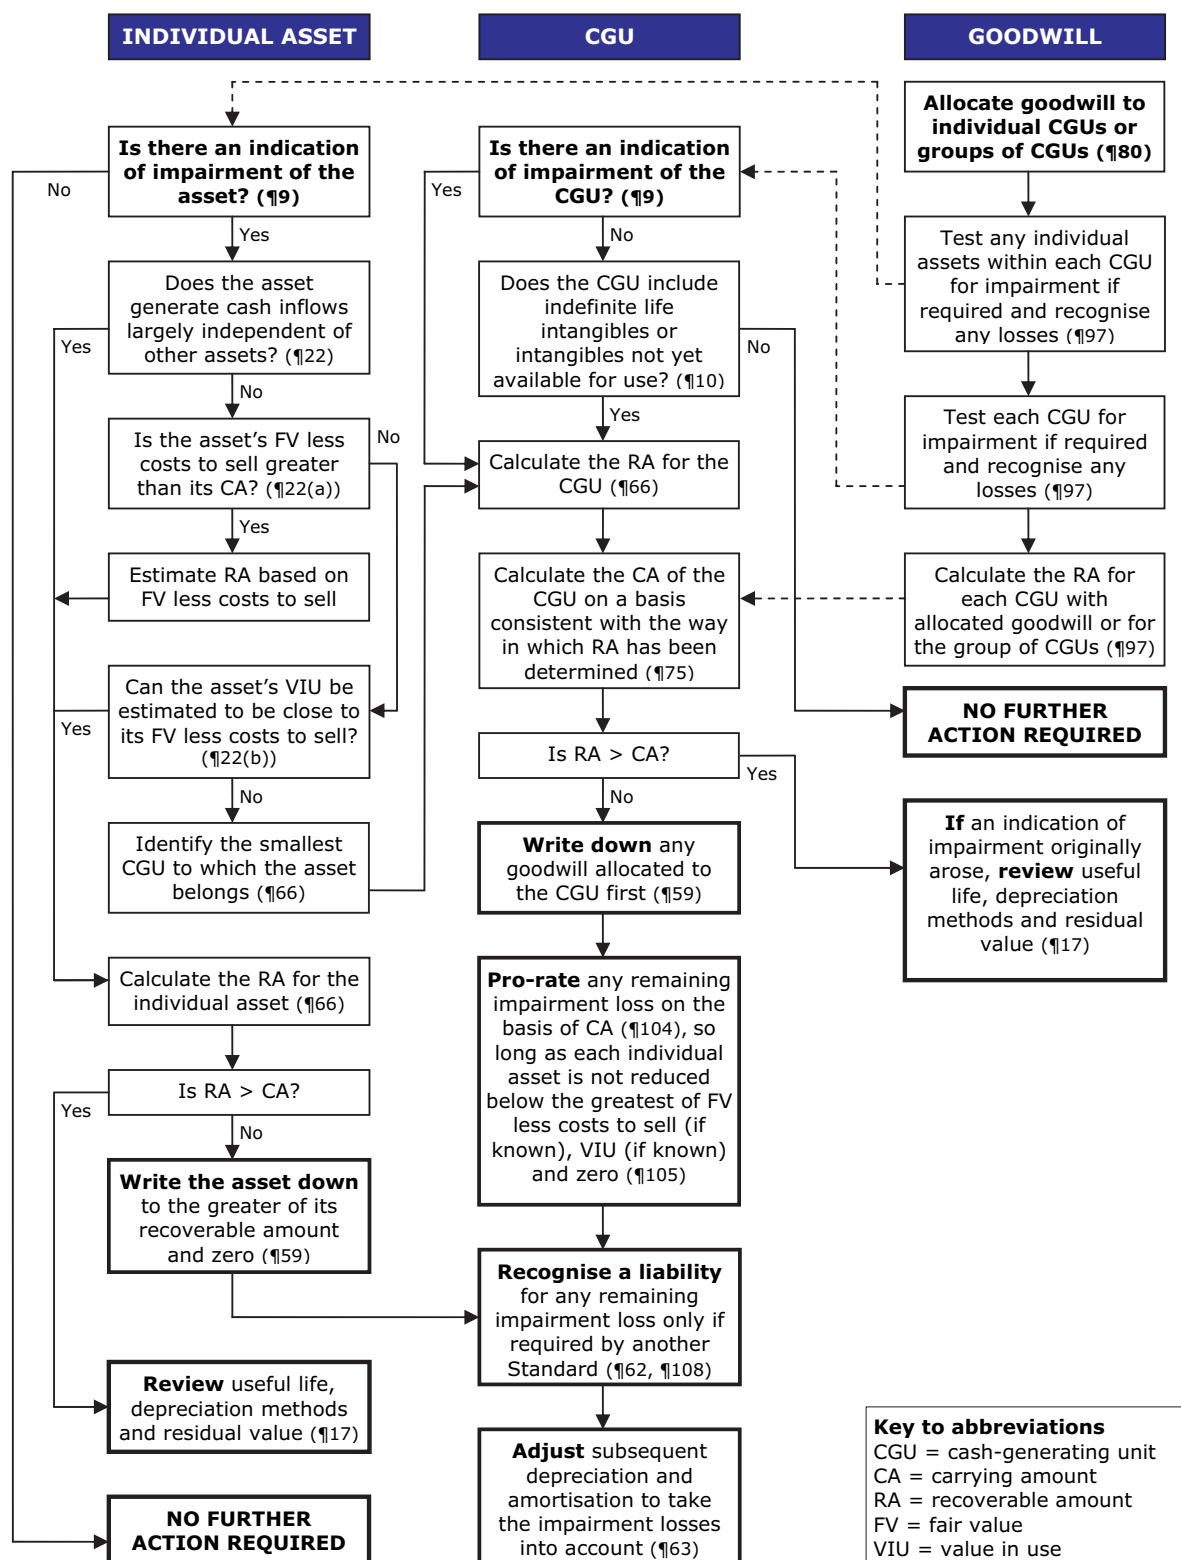 INDIVIDUAL ASSET
Is there an indication
of impairment of the
asset? (¶9)
No
Yes
Does the asset
generate cash inflows
largely independent of
other assets? (¶22)
Yes
No
Is the asset's FV less
costs to sell greater
than its CA? (¶22(a))
No
Yes
Estimate RA based on
FV less costs to sell
Can the asset's VIU be
estimated to be close to
its FV less costs to sell?
(¶22(b))
Yes
No
Identify the smallest
CGU to which the asset
belongs (¶66)
Calculate the RA for the
individual asset (¶66)
Is RA > CA?
Yes
No
Write the asset down
to the greater of its
recoverable amount
and zero (¶59)
Review useful life,
depreciation methods
and residual value (¶17)
NO FURTHER
ACTION REQUIRED
CGU
Is there an indication
of impairment of the
CGU? (¶9)
Yes
No
Does the CGU include
indefinite life
intangibles or
intangibles not yet
available for use? (¶10)
No
Yes
Calculate the RA for the
CGU (¶66)
Calculate the CA of the
CGU on a basis
consistent with the way
in which RA has been
determined (¶75)
Is RA > CA?
Yes
No
Write down any
goodwill allocated to
the CGU first (¶59)
Pro-rate any remaining
impairment loss on the
basis of CA (¶104), so
long as each individual
asset is not reduced
below the greatest of FV
less costs to sell (if
known), VIU (if known)
and zero (¶105)
Recognise a liability
for any remaining
impairment loss only if
required by another
Standard (¶62, ¶108)
Adjust subsequent
depreciation and
amortisation to take
the impairment losses
into account (¶63)
GOODWILL
Allocate goodwill to
individual CGUs or
groups of CGUs (¶80)
Test any individual
assets within each CGU
for impairment if
required and recognise
any losses (¶97)
Test each CGU for
impairment if required
and recognise any
losses (¶97)
Calculate the RA for
each CGU with
allocated goodwill or for
the group of CGUs (¶97)
NO FURTHER
ACTION REQUIRED
If an indication of
impairment originally
arose, review useful
life, depreciation
methods and residual
value (¶17)
Key to abbreviations
CGU = cash-generating unit
CA = carrying amount
RA = recoverable amount
FV = fair value
VIU = value in use